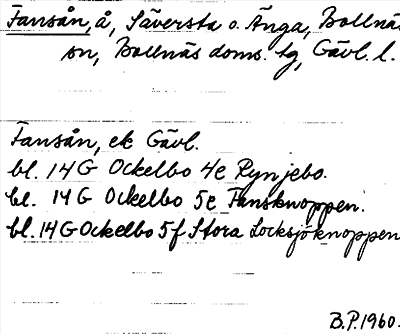 Fansån, å, Säversta o. Änga, Bollnäs
sn, Bollnäs doms. tg, Gävl. l.
Fansån, ek Gävl.
bl. 14G Ockelbo 4e Rynjebo.
bl. 14G Ockelbo 5e Fansknoppen.
bl. 14G Ockelbo 5f Stora Locksjöknoppen
B.P. 1960.